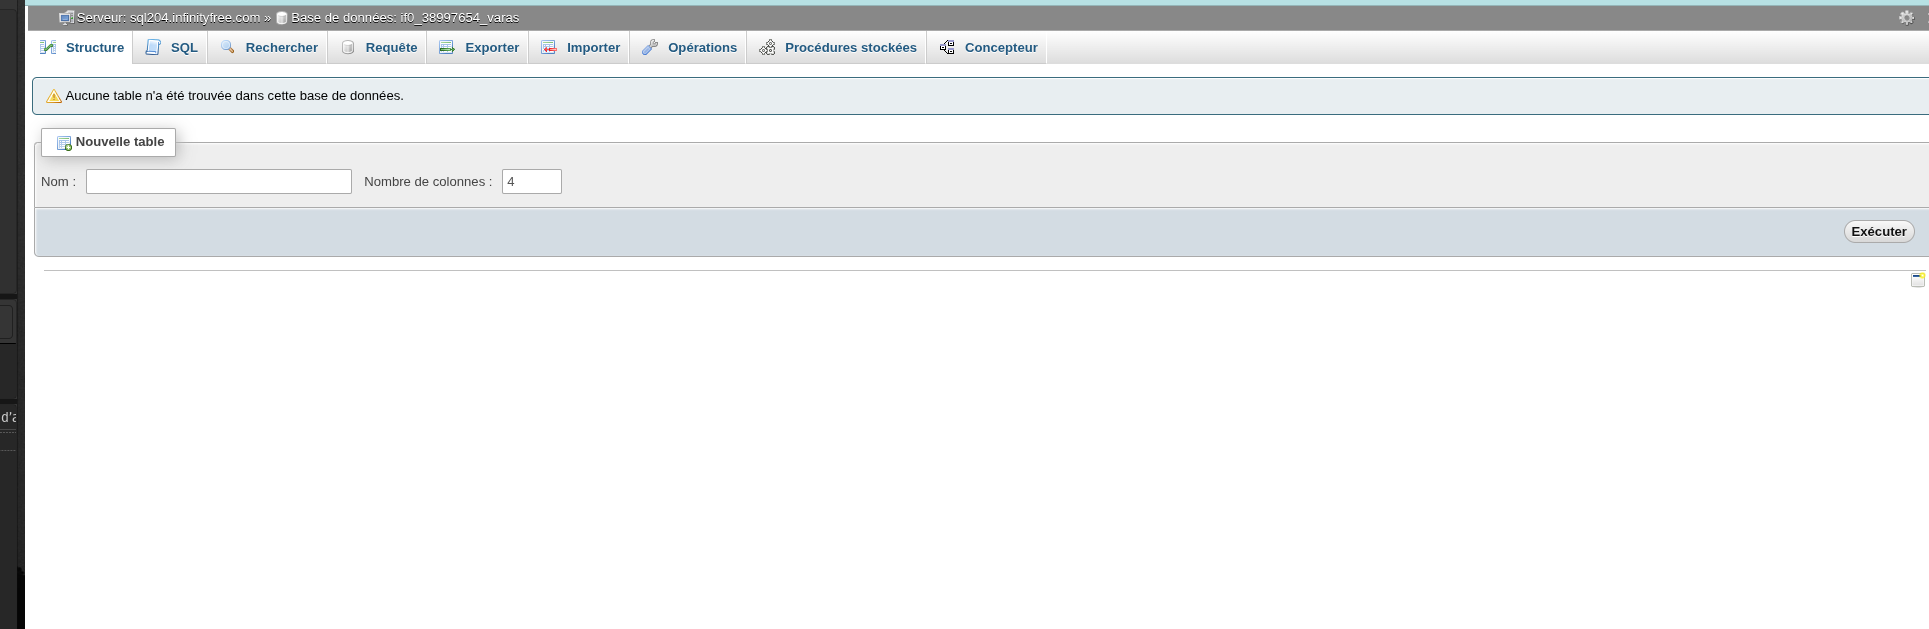 Serveur: sql204.infinityfree.com » Base de données: if0_38997654_varas
Structure SQL Rechercher Requête Exporter Importer Opérations Procédures stockées Concepteur
Aucune table n'a été trouvée dans cette base de données.
Nouvelle table
Nom : Nombre de colonnes : 4
Exécuter